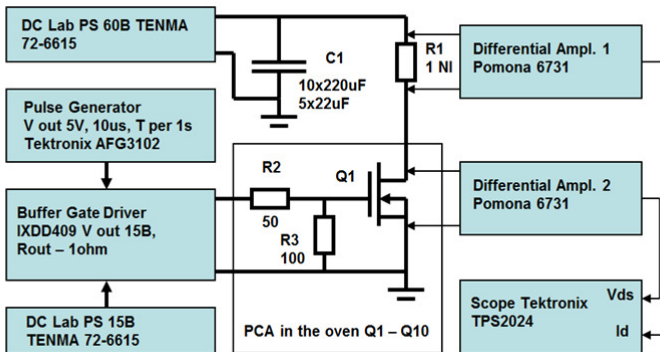 DC Lab PS 60B TENMA
72-6615
C1
10x220uF
5x22uF
R1
1 NI
Differential Ampl. 1
Pomona 6731
Pulse Generator
V out 5V, 10us, T per 1s
Tektronix AFG3102
R2
50
Q1
R3
100
Differential Ampl. 2
Pomona 6731
Buffer Gate Driver
IXDD409 V out 15B,
Rout – 1ohm
DC Lab PS 15B
TENMA 72-6615
PCA in the oven Q1 – Q10
Scope Tektronix
TPS2024
Vds
Id